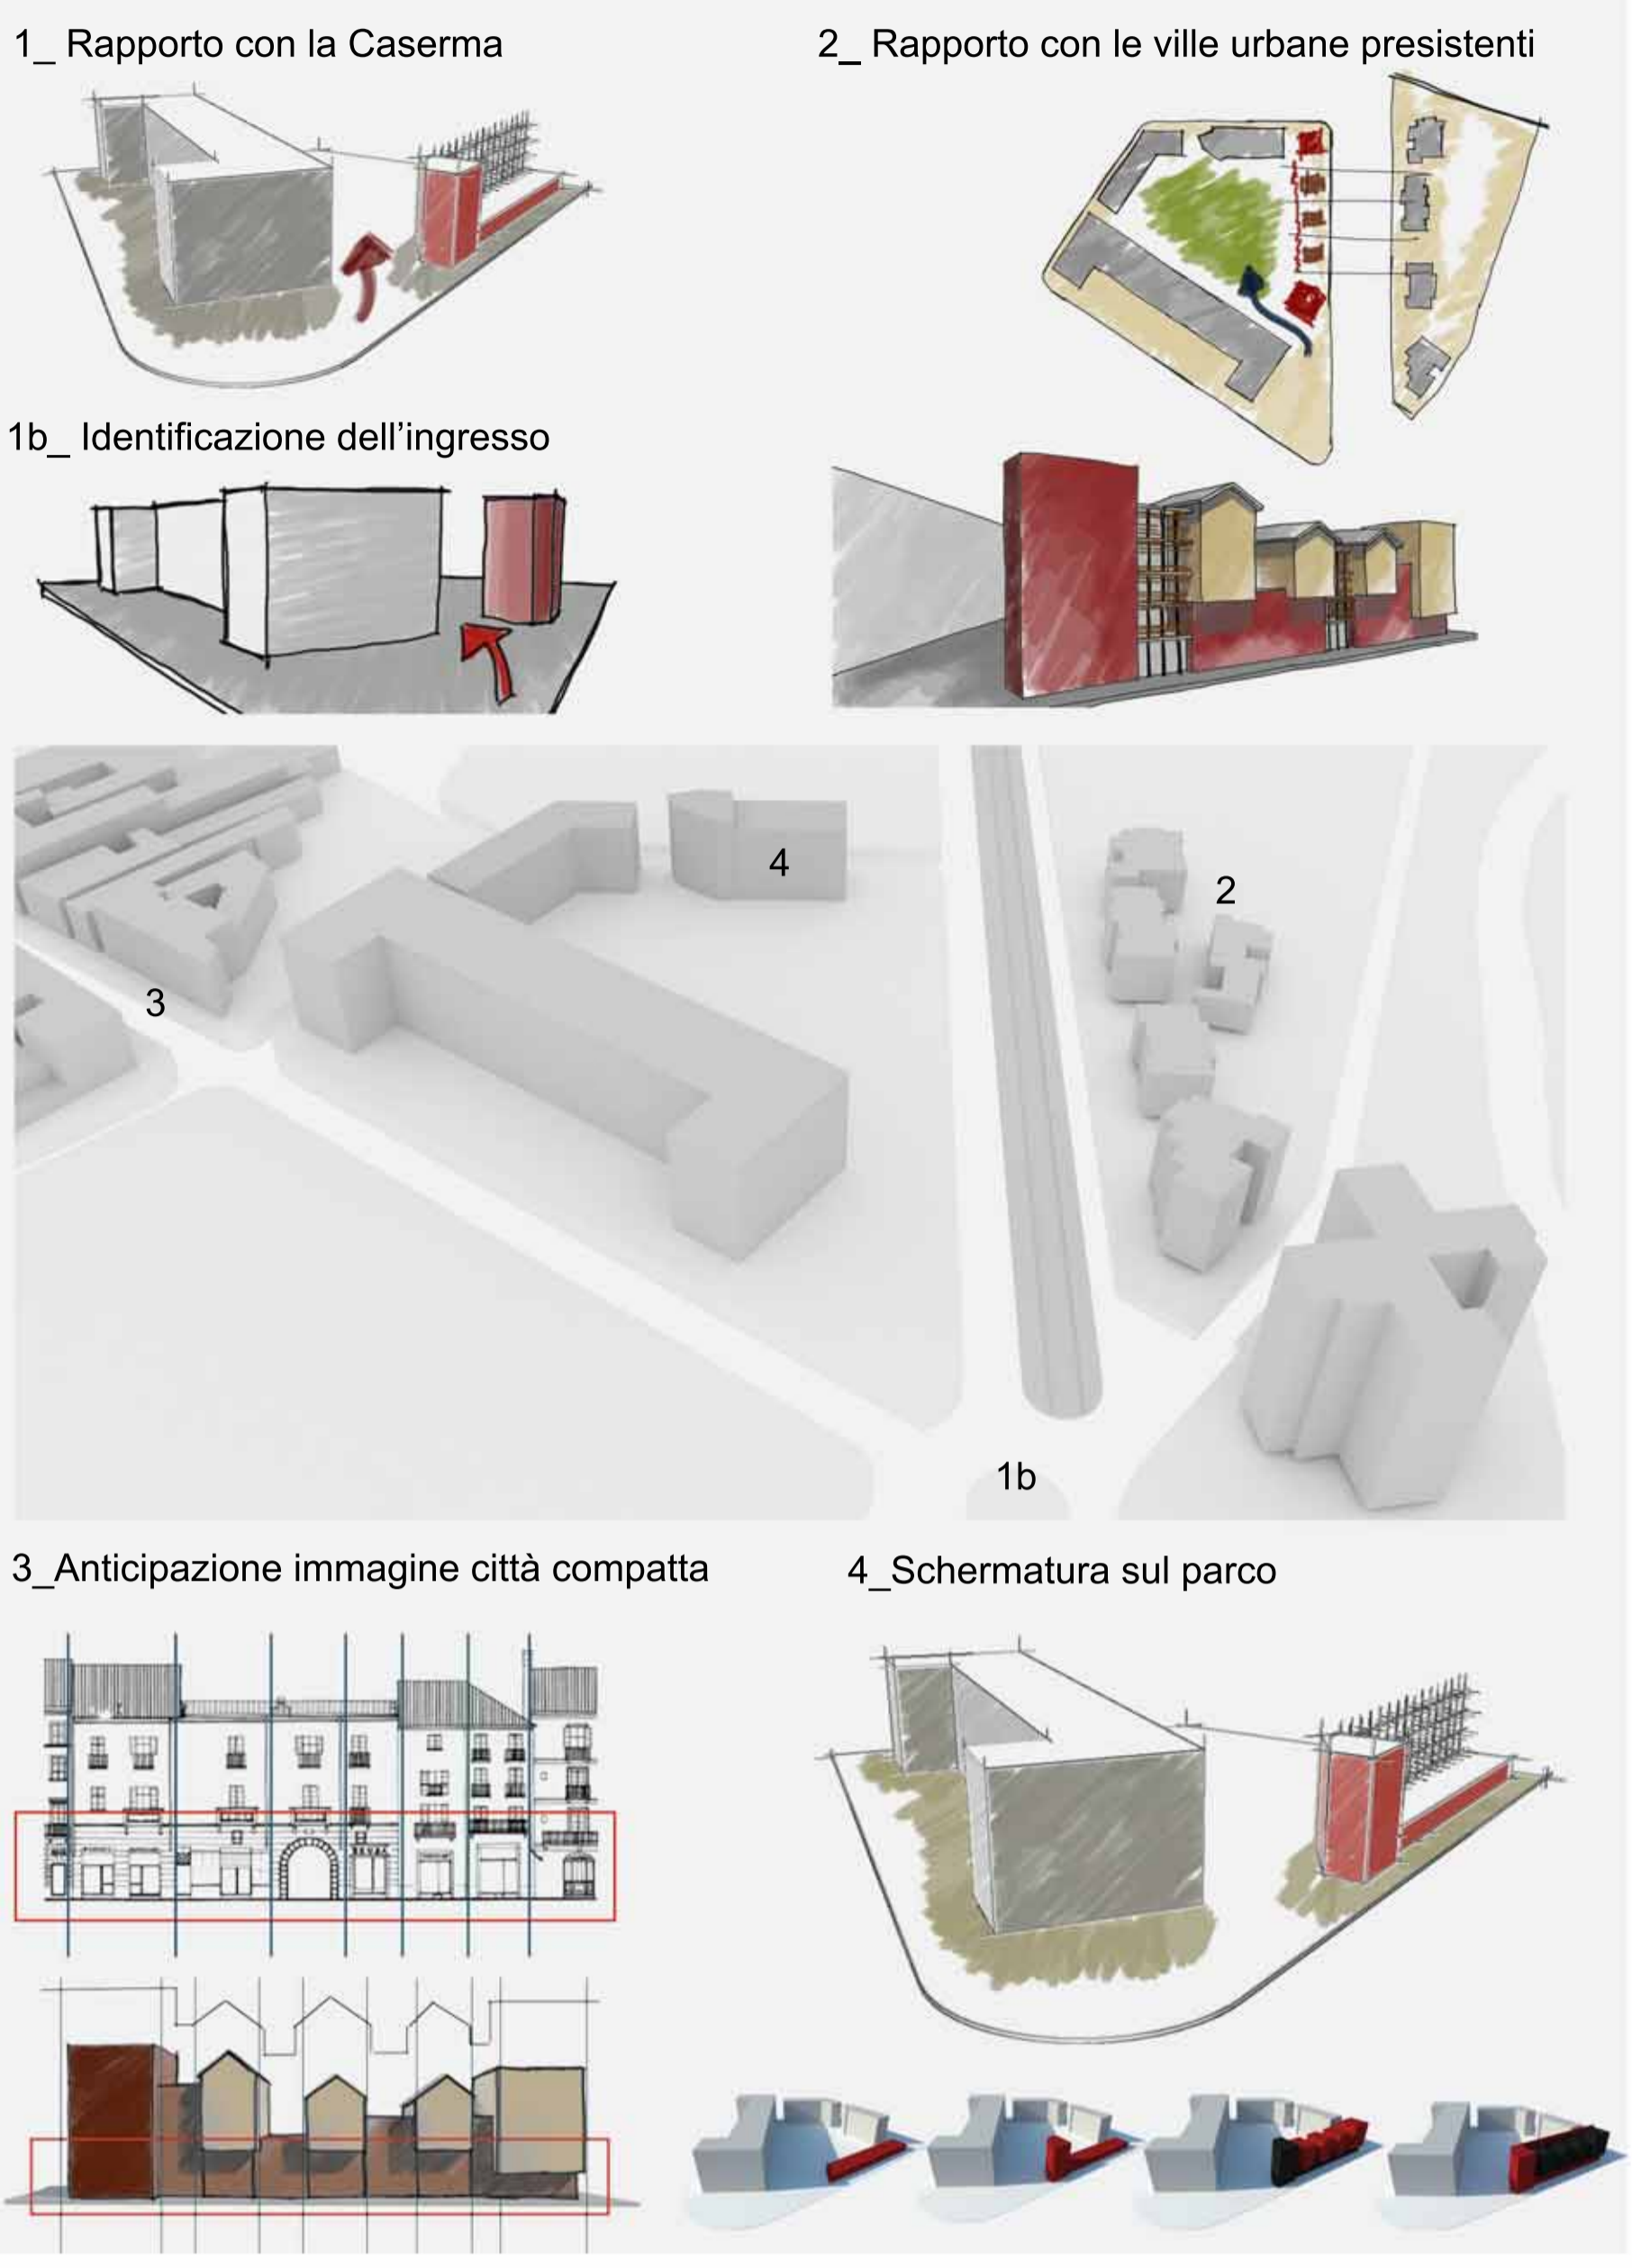 1_ Rapporto con la Caserma
2_ Rapporto con le ville urbane presistenti
1b_ Identificazione dell'ingresso
4
2
3
1b
3_Anticipazione immagine città compatta
4_Schermatura sul parco